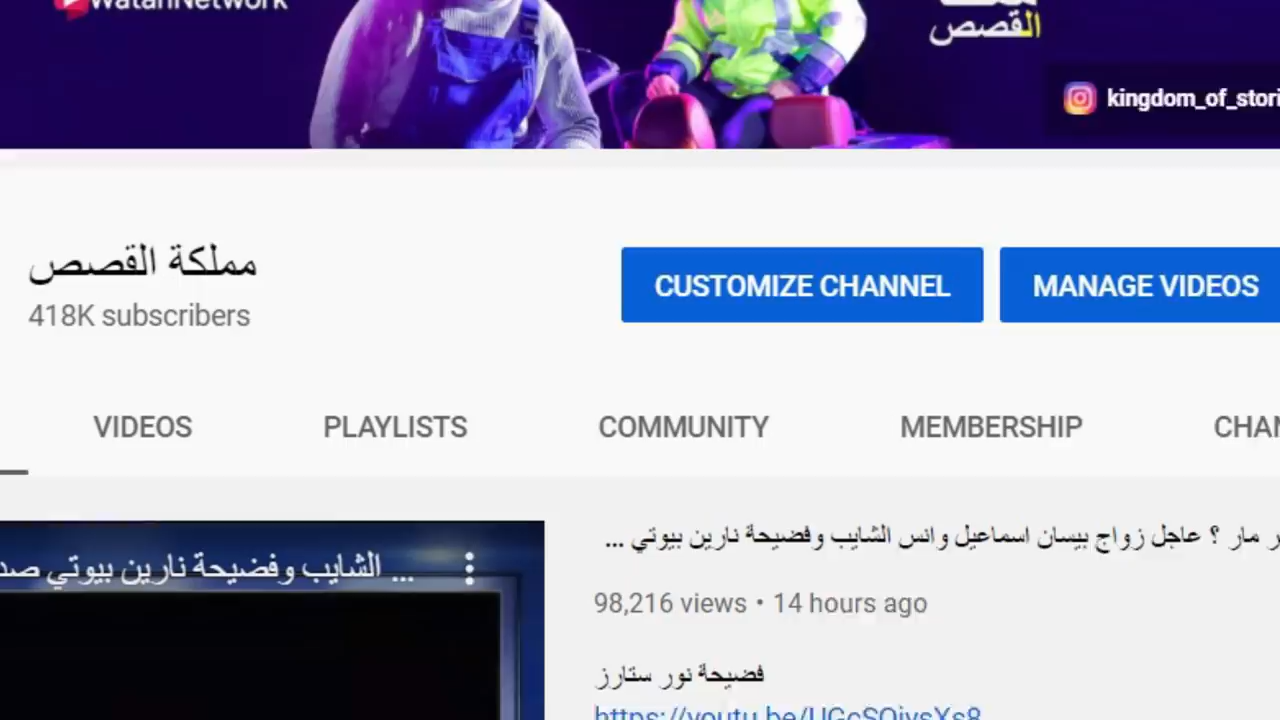 WatanNetwork
القصص
kingdom_of_stori
مملكة القصص
418K subscribers
CUSTOMIZE CHANNEL
MANAGE VIDEOS
VIDEOS
PLAYLISTS
COMMUNITY
MEMBERSHIP
CHAN
مار ؟ عاجل زواج بيسان اسماعيل وانس الشايب وفضيحة نارين بيوتي ...
الشايب وفضيحة نارين بيوتي صد ...
98,216 views • 14 hours ago
فضيحة نور ستارز